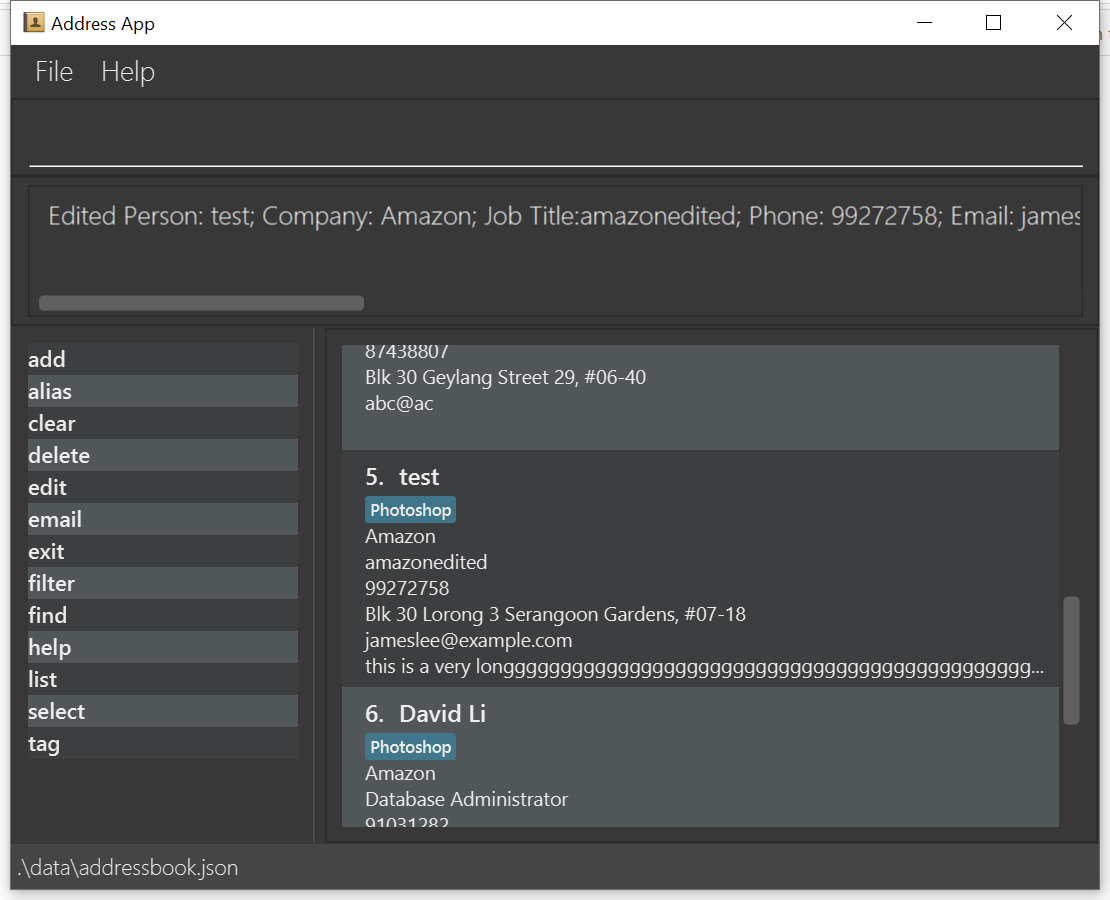 Address App
File Help
Edited Person: test; Company: Amazon; Job Title:amazonedited; Phone: 99272758; Email: james
add
alias
clear
delete
edit
email
exit
filter
find
help
list
select
tag
87438807
Blk 30 Geylang Street 29, #06-40
abc@ac
5. test
Photoshop
Amazon
amazonedited
99272758
Blk 30 Lorong 3 Serangoon Gardens, #07-18
jameslee@example.com
this is a very longggggggggggggggggggggggggggggggggggggggggggggggg...
6. David Li
Photoshop
Amazon
Database Administrator
91031282
.\data\addressbook.json